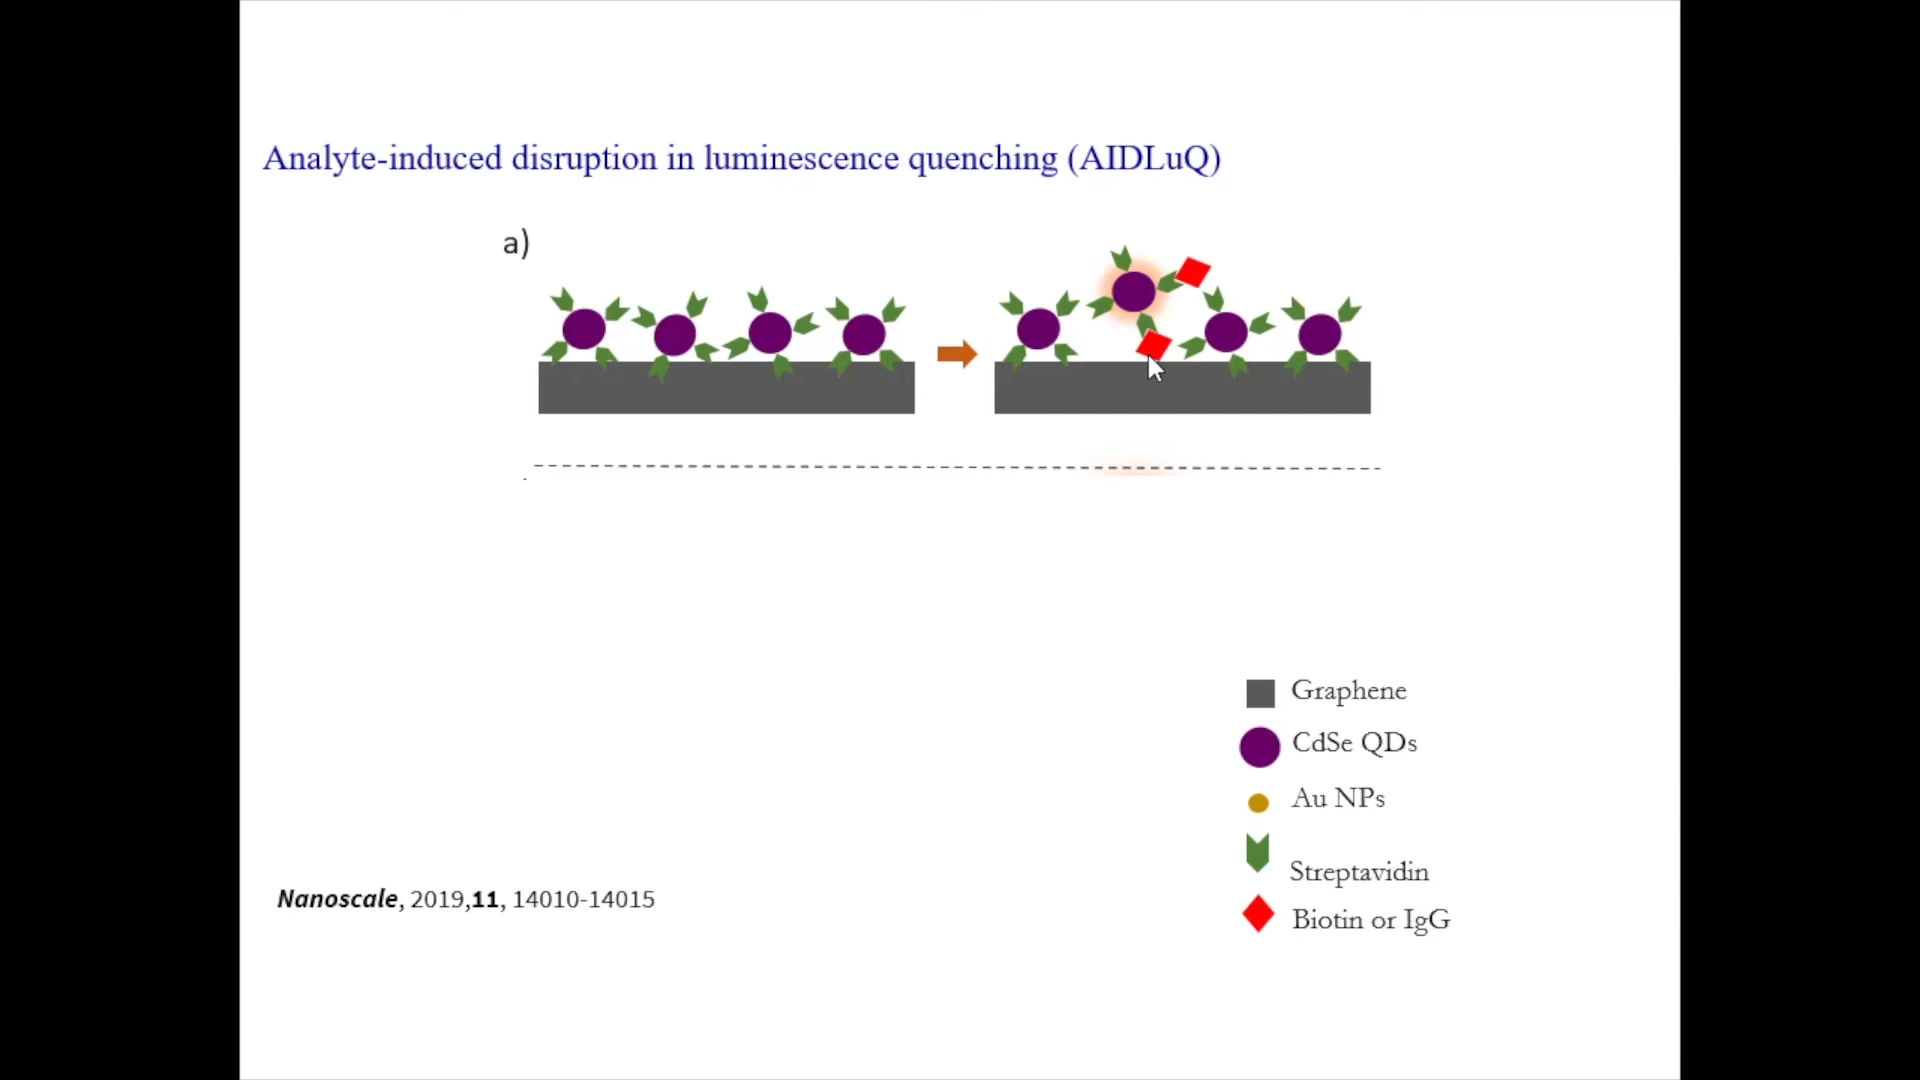 Analyte-induced disruption in luminescence quenching (AIDLuQ)
a)
Graphene
CdSe QDs
Au NPs
Streptavidin
Biotin or IgG
Nanoscale, 2019,11, 14010-14015